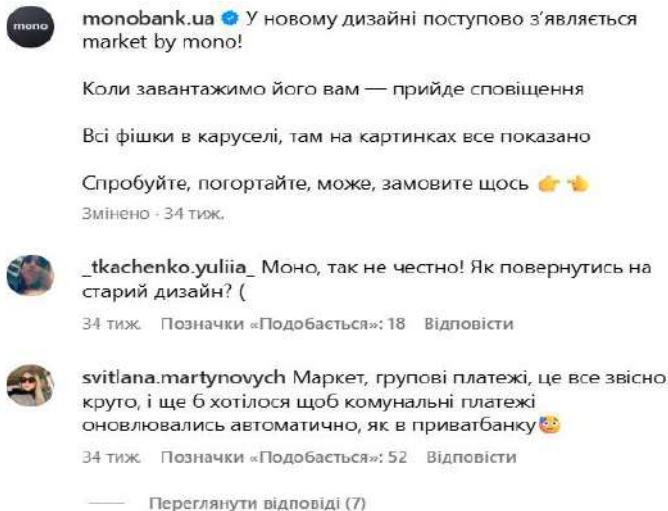 mono
monobank.ua У новому дизайні поступово з’являється
market by mono!
Коли завантажимо його вам — прийде сповіщення
Всі фішки в каруселі, там на картинках все показано
Спробуйте, погортайте, може, замовите щось 👉 👈
Змінено · 34 тиж.
_tkachenko.yuliia_ Моно, так не честно! Як повернутись на
старий дизайн? (
34 тиж. Позначки «Подобається»: 18 Відповісти
svitlana.martynovych Маркет, групові платежі, це все звісно
круто, і ще б хотілося щоб комунальні платежі
оновлювались автоматично, як в приватбанку🥳
34 тиж. Позначки «Подобається»: 52 Відповісти
Переглянути відповіді (7)